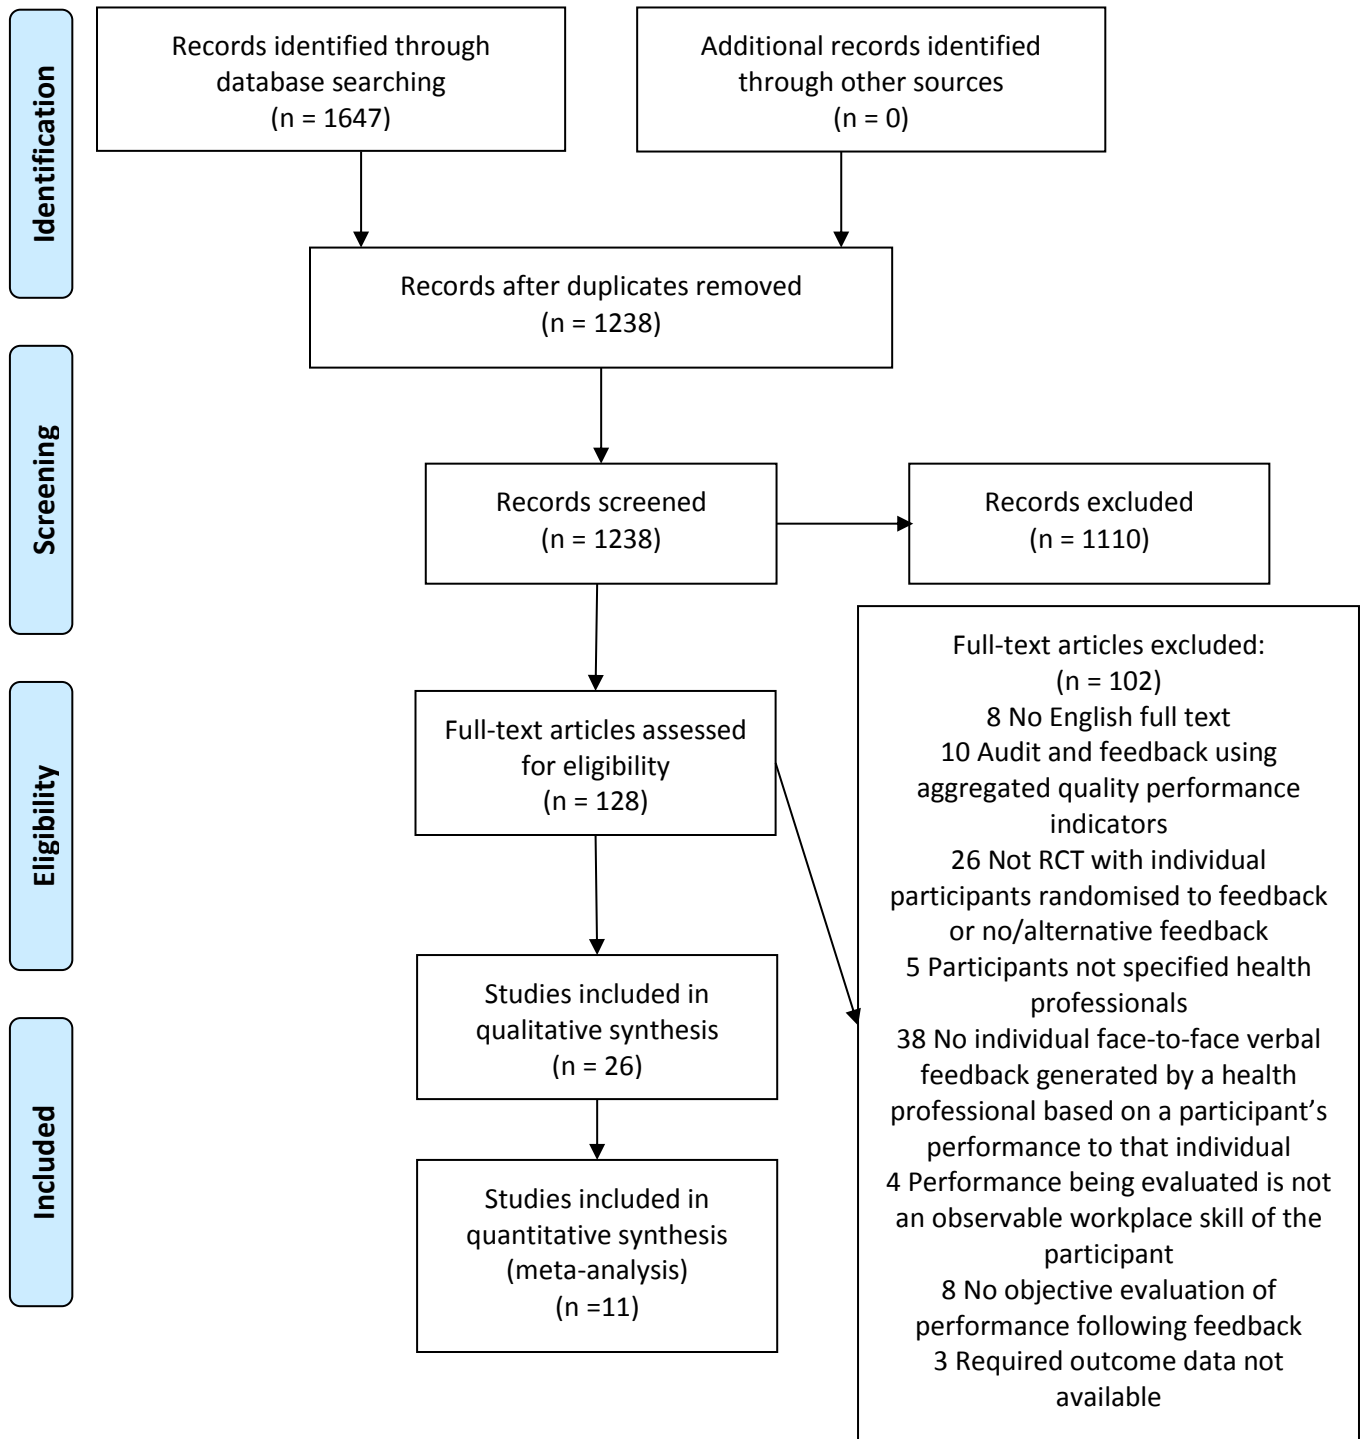 Identification
Records identified through
database searching
(n = 1647)
Additional records identified
through other sources
(n = 0)
Records after duplicates removed
(n = 1238)
Screening
Records screened
(n = 1238)
Records excluded
(n = 1110)
Eligibility
Full-text articles assessed
for eligibility
(n = 128)
Full-text articles excluded:
(n = 102)
8 No English full text
10 Audit and feedback using
aggregated quality performance
indicators
26 Not RCT with individual
participants randomised to feedback
or no/alternative feedback
5 Participants not specified health
professionals
38 No individual face-to-face verbal
feedback generated by a health
professional based on a participant’s
performance to that individual
4 Performance being evaluated is not
an observable workplace skill of the
participant
8 No objective evaluation of
performance following feedback
3 Required outcome data not
available
Included
Studies included in
qualitative synthesis
(n = 26)
Studies included in
quantitative synthesis
(meta-analysis)
(n =11)